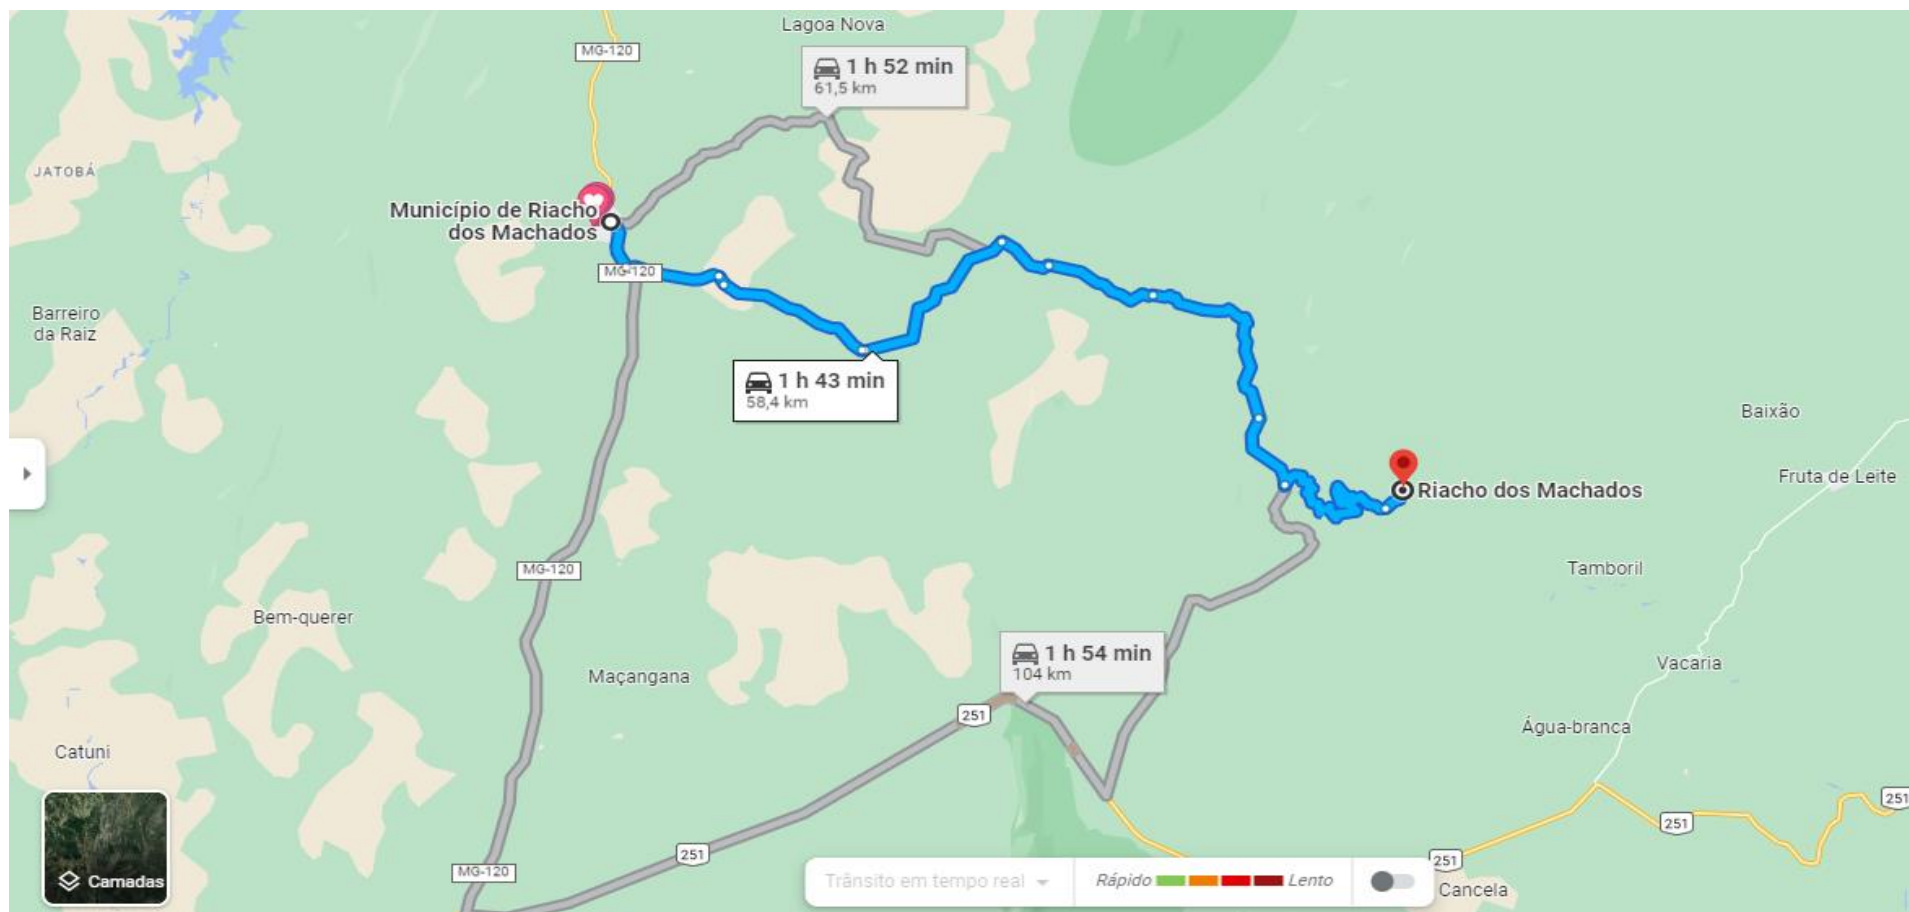 Lagoa Nova
MG-120
1 h 52 min
61,5 km
JATOBÁ
Município de Riacho
dos Machados
MG-120
Barreiro
da Raiz
1 h 43 min
58,4 km
Baixão
Fruta de Leite
Riacho dos Machados
MG-120
Tamboril
Bem-querer
1 h 54 min
104 km
Maçangana
Vacaria
251
Água-branca
Catuni
251
251
251
251
MG-120
Camadas
Trânsito em tempo real
Rápido
Lento
Cancela